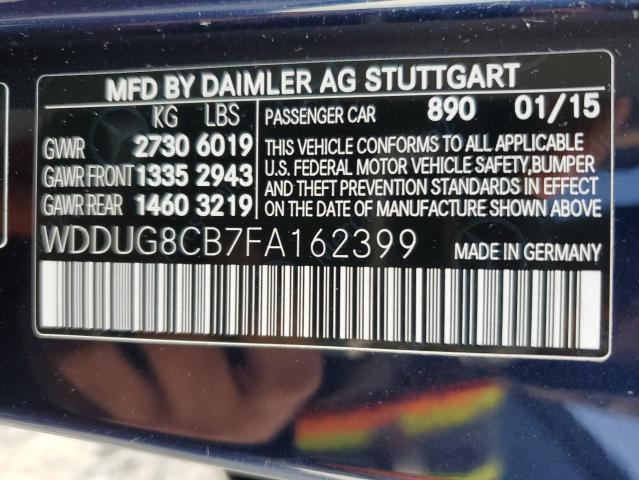 MFD BY DAIMLER AG STUTTGART
KG LBS
GVWR 2730 6019
GAWR FRONT 1335 2943
GAWR REAR 1460 3219
PASSENGER CAR 890 01/15
THIS VEHICLE CONFORMS TO ALL APPLICABLE
U.S. FEDERAL MOTOR VEHICLE SAFETY,BUMPER
AND THEFT PREVENTION STANDARDS IN EFFECT
ON THE DATE OF MANUFACTURE SHOWN ABOVE.
WDDUG8CB7FA162399 MADE IN GERMANY